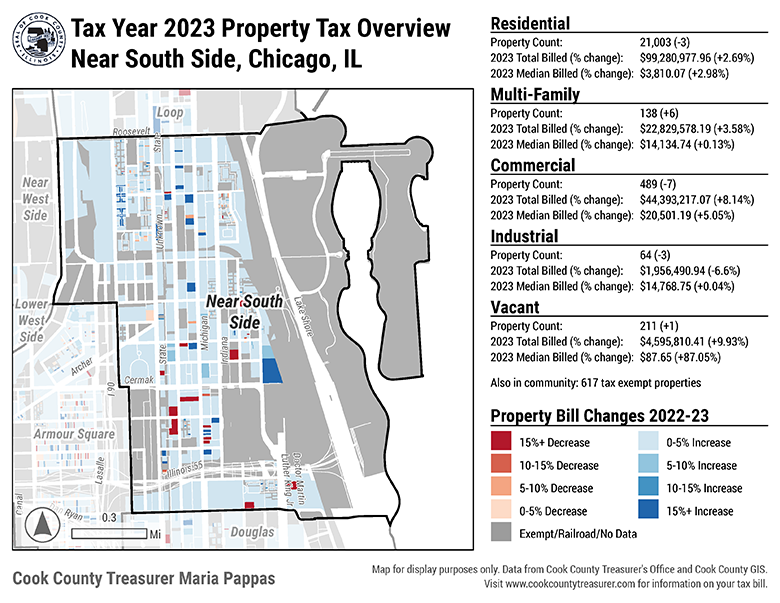 Tax Year 2023 Property Tax Overview
Near South Side, Chicago, IL
Loop
Roosevelt
State
Near
West
Side
Unknown
Lower
West
Side
Near South
Side
Lake Shore
Archer
State
Michigan
Indiana
Cermak
I 90
Armour Square
Lasalle
Illinois 55
Doctor Martin
Luther King Jr
Canal
Ryan
0.3
Mi
Douglas
Cook County Treasurer Maria Pappas
Residential
Property Count: 21,003 (-3)
2023 Total Billed (% change): $99,280,977.96 (+2.69%)
2023 Median Billed (% change): $3,810.07 (+2.98%)
Multi-Family
Property Count: 138 (+6)
2023 Total Billed (% change): $22,829,578.19 (+3.58%)
2023 Median Billed (% change): $14,134.74 (+0.13%)
Commercial
Property Count: 489 (-7)
2023 Total Billed (% change): $44,393,217.07 (+8.14%)
2023 Median Billed (% change): $20,501.19 (+5.05%)
Industrial
Property Count: 64 (-3)
2023 Total Billed (% change): $1,956,490.94 (-6.6%)
2023 Median Billed (% change): $14,768.75 (+0.04%)
Vacant
Property Count: 211 (+1)
2023 Total Billed (% change): $4,595,810.41 (+9.93%)
2023 Median Billed (% change): $87.65 (+87.05%)
Also in community: 617 tax exempt properties
Property Bill Changes 2022-23
15%+ Decrease 0-5% Increase
10-15% Decrease 5-10% Increase
5-10% Decrease 10-15% Increase
0-5% Decrease 15%+ Increase
Exempt/Railroad/No Data
Map for display purposes only. Data from Cook County Treasurer's Office and Cook County GIS.
Visit www.cookcountytreasurer.com for information on your tax bill.